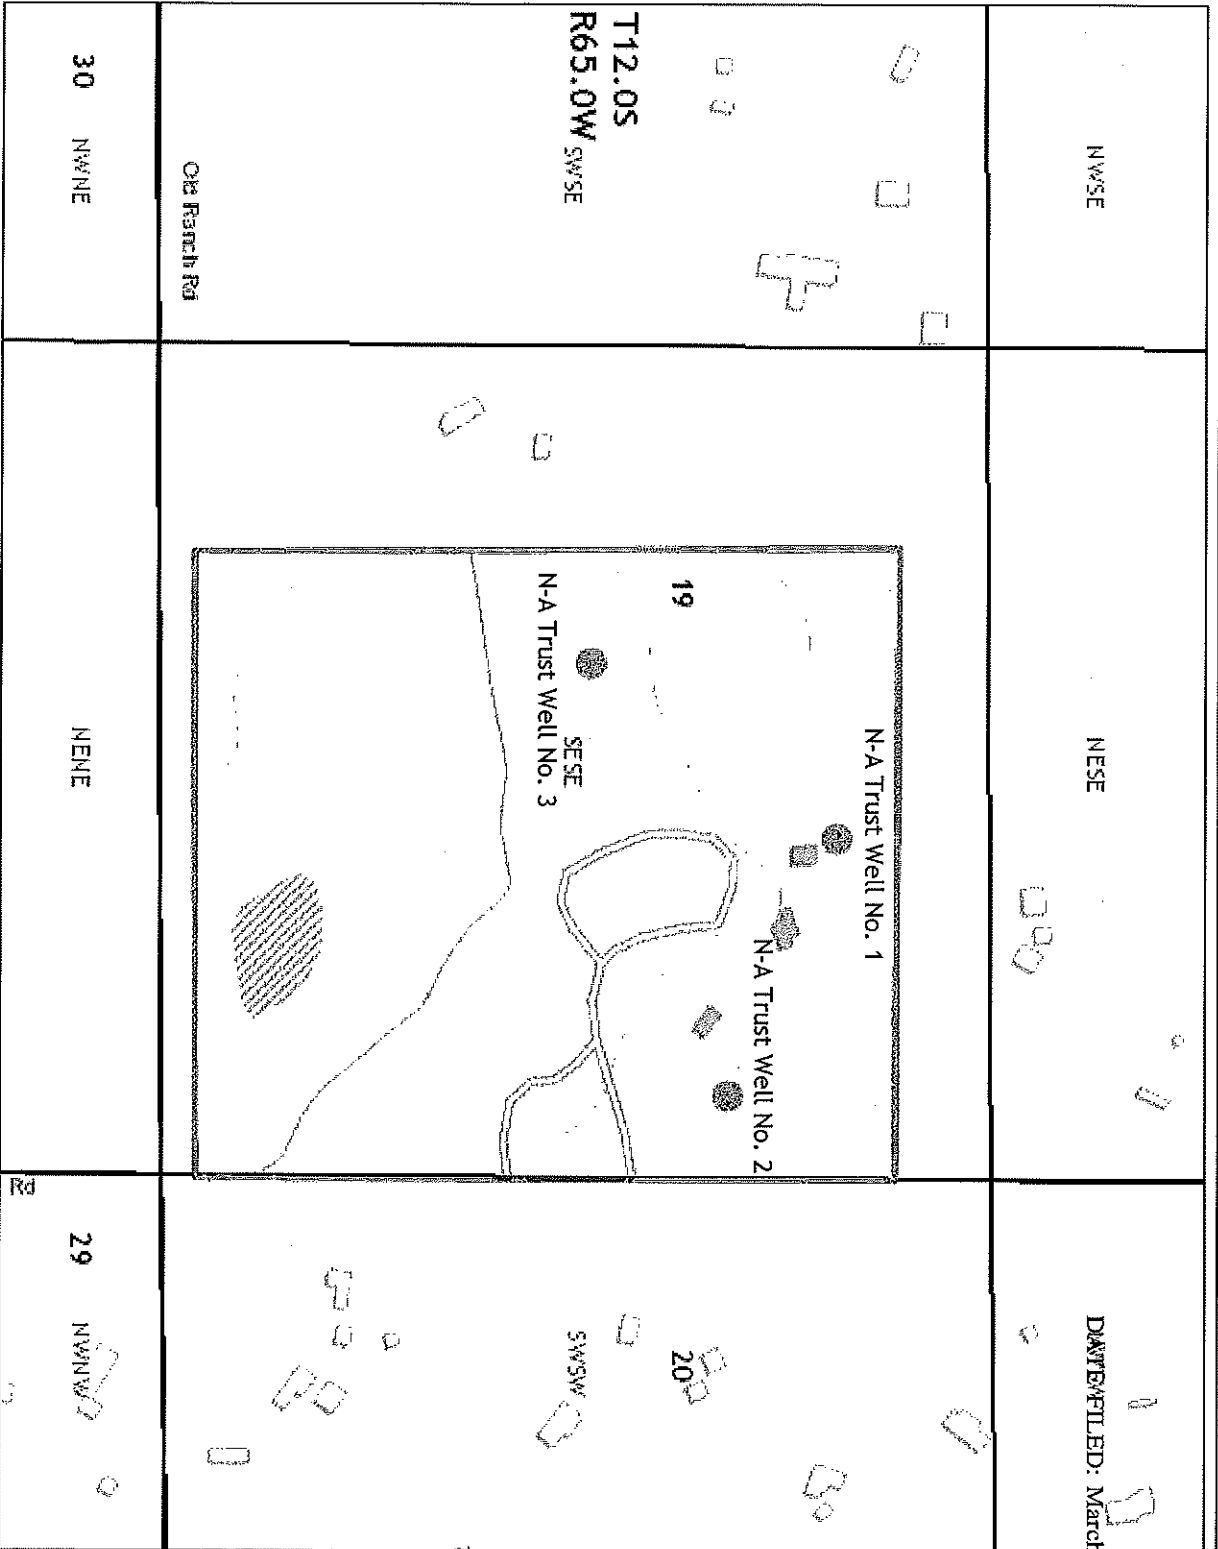 NWSE
NESE
DATE FILED: March
T12.0S
R65.0W
SWSE
19
N-A Trust Well No. 1
N-A Trust Well No. 2
SESE
N-A Trust Well No. 3
20
SWSW
Old Ranch Rd
30
NWNE
NENE
Rd
29
NWNW